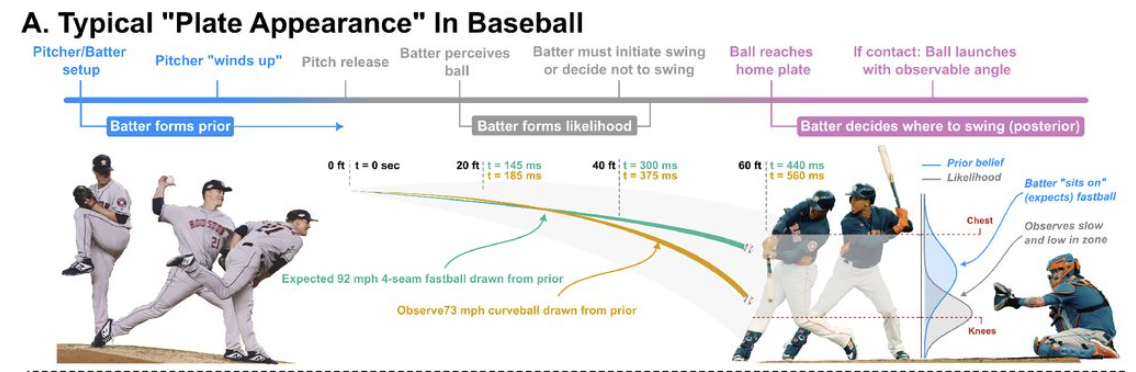 A. Typical "Plate Appearance" In Baseball
Pitcher/Batter
setup
Pitcher "winds up"
Pitch release
Batter perceives
ball
Batter must initiate swing
or decide not to swing
Ball reaches
home plate
If contact: Ball launches
with observable angle
Batter forms prior
Batter forms likelihood
Batter decides where to swing (posterior)
0 ft
t = 0 sec
20 ft
t = 145 ms
t = 185 ms
40 ft
t = 300 ms
t = 375 ms
60 ft
t = 440 ms
t = 560 ms
Prior belief
Likelihood
Batter "sits on"
(expects) fastball
Chest
Observes slow
and low in zone
Knees
Expected 92 mph 4-seam fastball drawn from prior
Observe73 mph curveball drawn from prior
HOUSTON
21